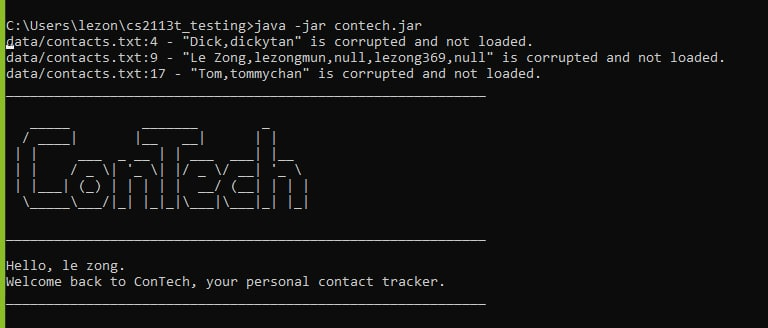 C:\Users\lezon\cs2113t_testing>java -jar contech.jar
data/contacts.txt:4 - "Dick,dickytan" is corrupted and not loaded.
data/contacts.txt:9 - "Le Zong,lezongmun,null,lezong369,null" is corrupted and not loaded.
data/contacts.txt:17 - "Tom,tommychan" is corrupted and not loaded.
ConTech
Hello, le zong.
Welcome back to ConTech, your personal contact tracker.